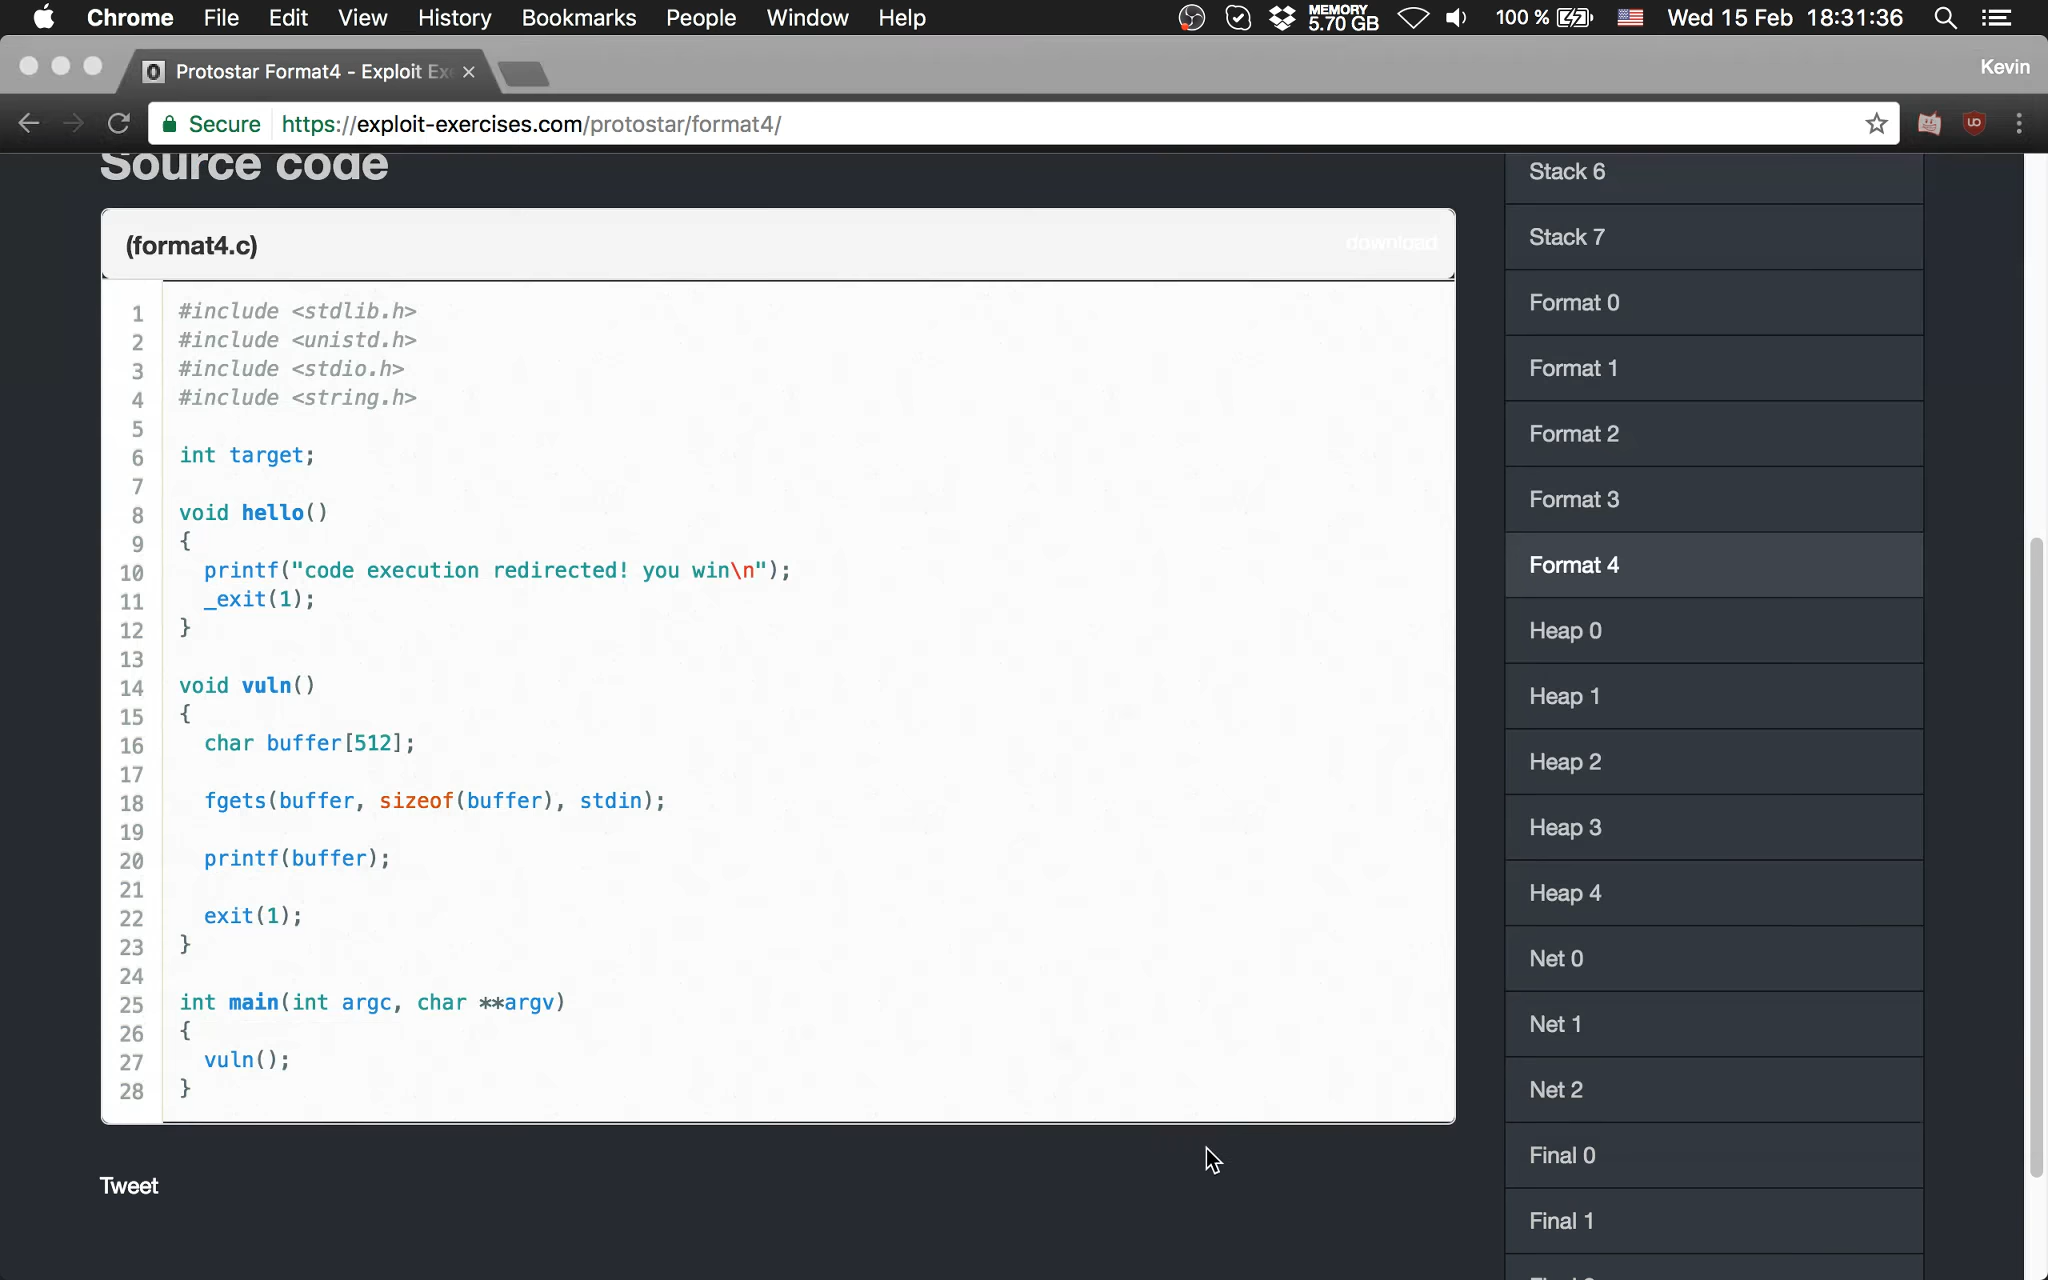 Chrome File Edit View History Bookmarks People Window Help MEMORY 5.70 GB 100 % Wed 15 Feb 18:31:36
Protostar Format4 - Exploit Ex
Kevin
Secure https://exploit-exercises.com/protostar/format4/
Source code
(format4.c)
download
1 #include <stdlib.h>
2 #include <unistd.h>
3 #include <stdio.h>
4 #include <string.h>
5
6 int target;
7
8 void hello()
9 {
10   printf("code execution redirected! you win\n");
11   _exit(1);
12 }
13
14 void vuln()
15 {
16   char buffer[512];
17
18   fgets(buffer, sizeof(buffer), stdin);
19
20   printf(buffer);
21
22   exit(1);
23 }
24
25 int main(int argc, char **argv)
26 {
27   vuln();
28 }
Tweet
Stack 6
Stack 7
Format 0
Format 1
Format 2
Format 3
Format 4
Heap 0
Heap 1
Heap 2
Heap 3
Heap 4
Net 0
Net 1
Net 2
Final 0
Final 1